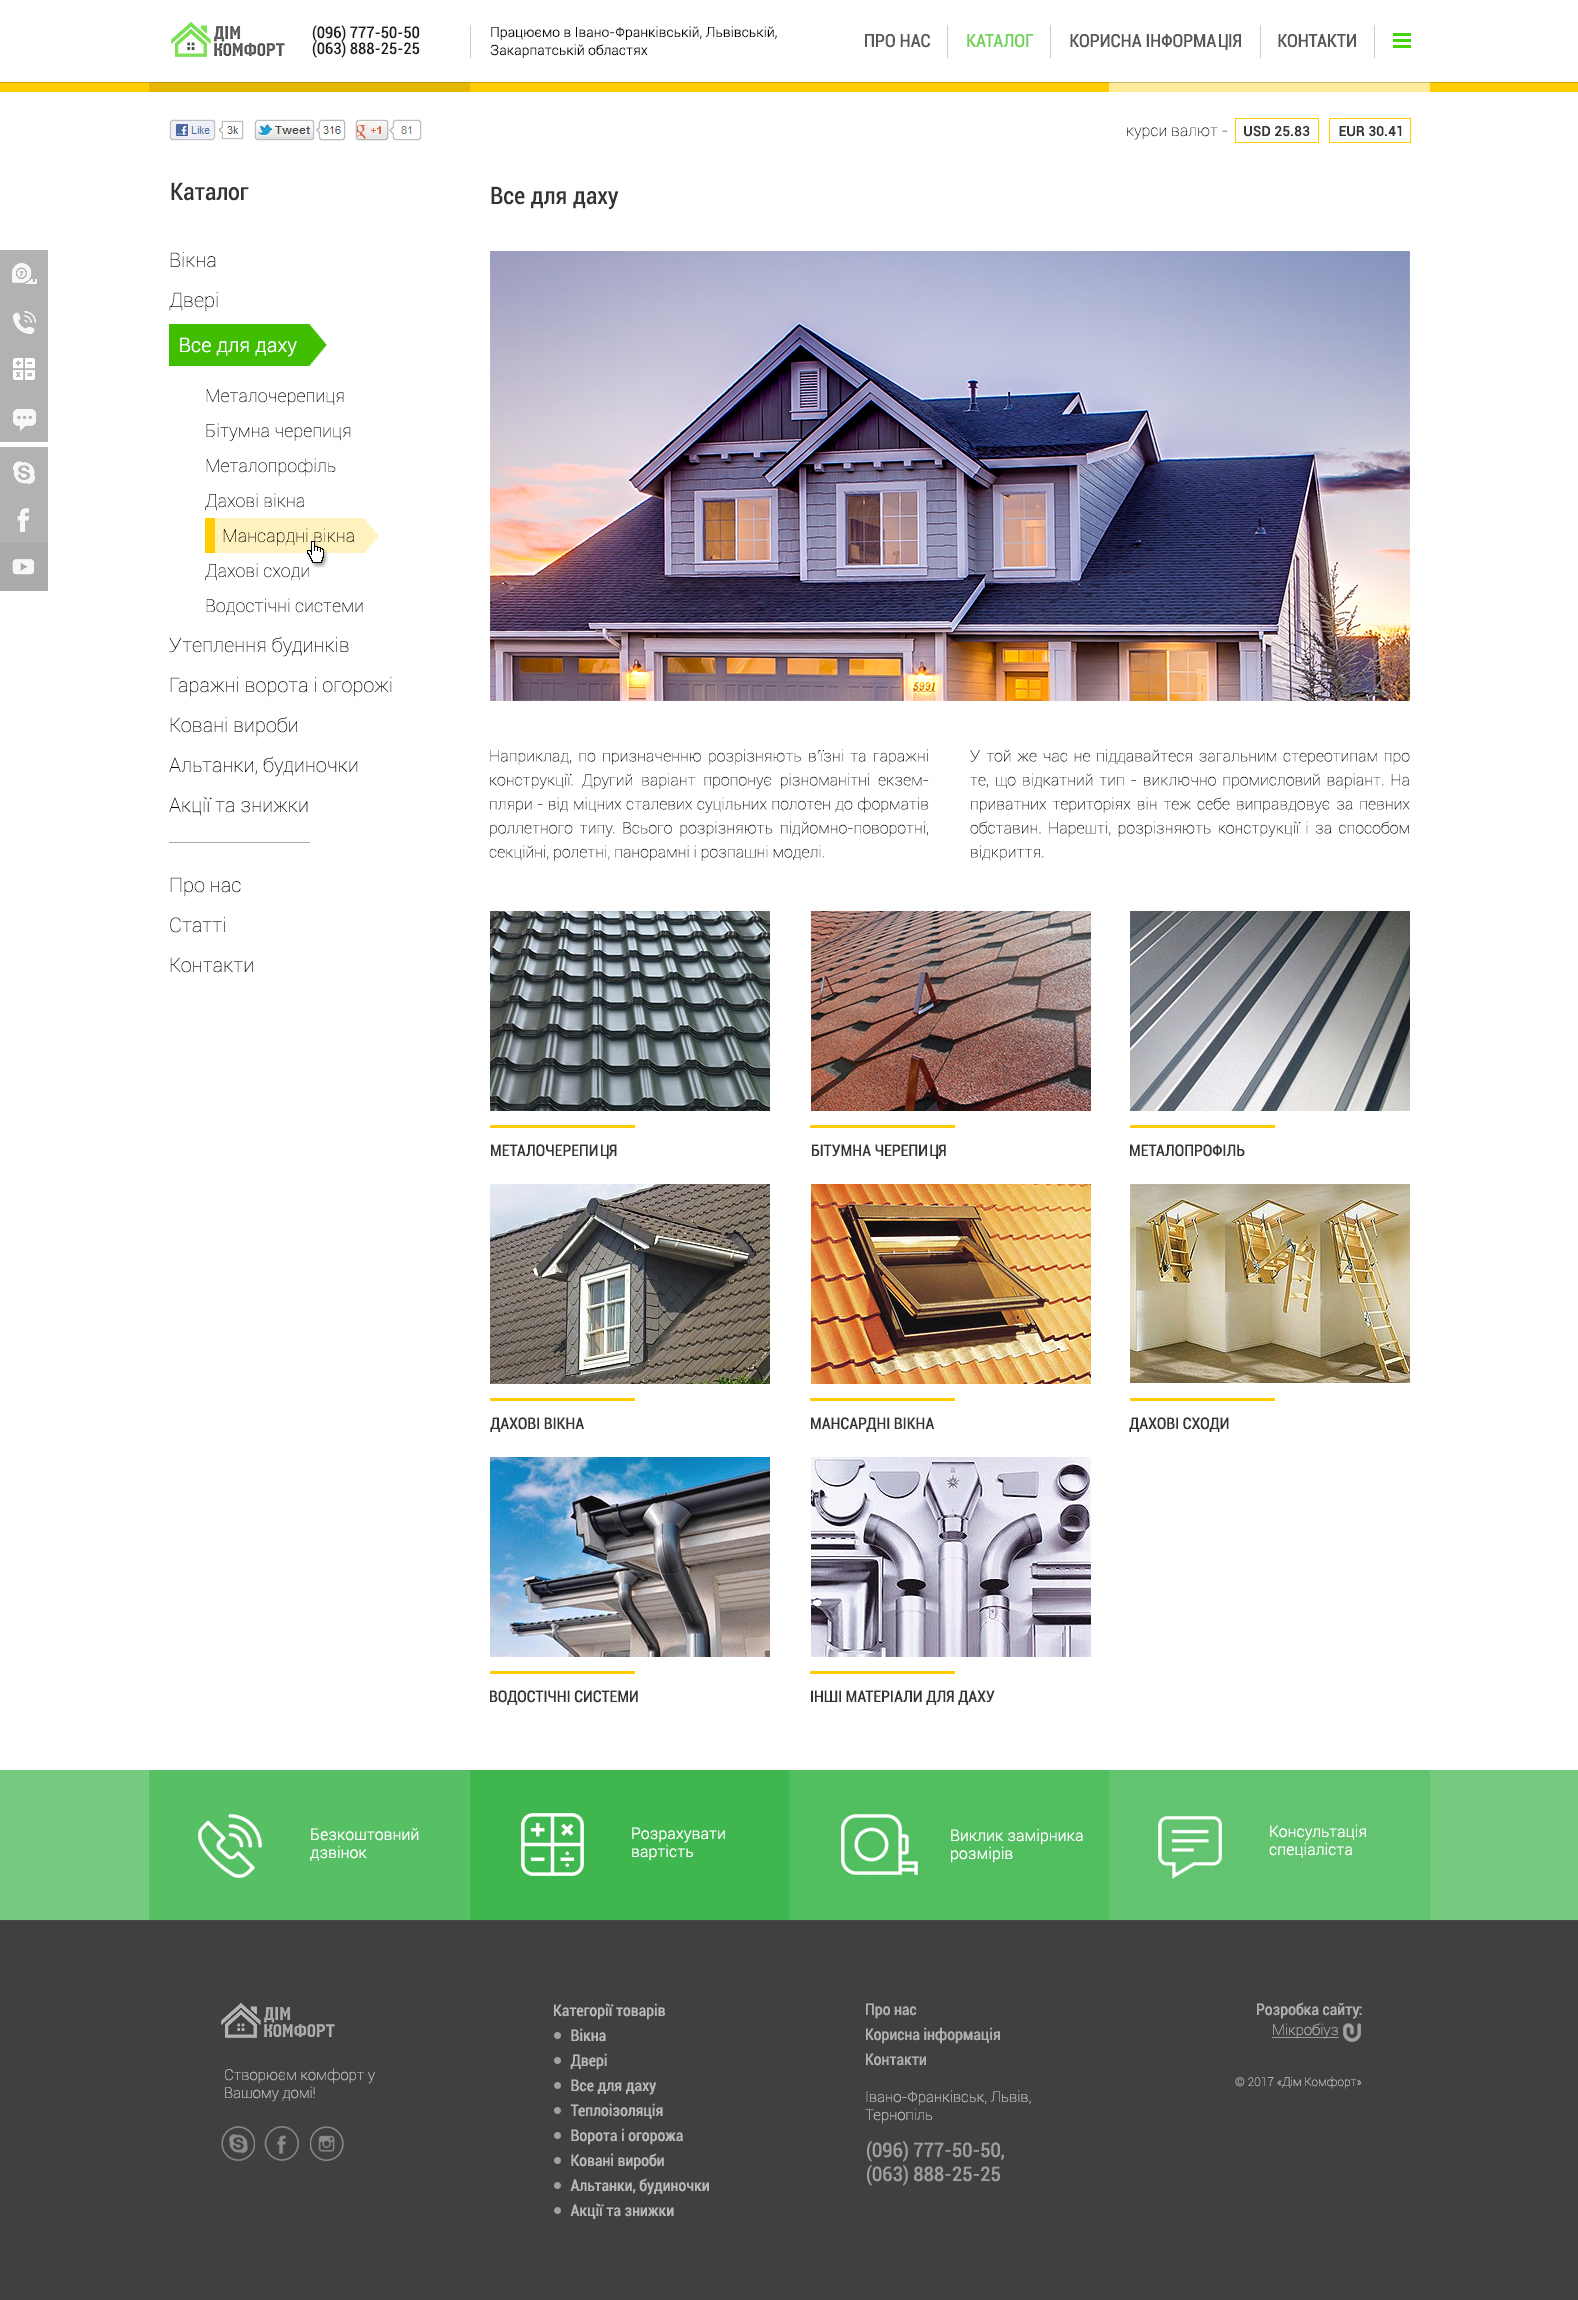 ДІМ
КОМФОРТ
(096) 777-50-50
(063) 888-25-25
Працюємо в Івано-Франківській, Львівській,
Закарпатській областях
ПРО НАС
КАТАЛОГ
КОРИСНА ІНФОРМАЦІЯ
КОНТАКТИ
Like 3k
Tweet 316
+1 81
курси валют -
USD 25.83
EUR 30.41
Каталог
Вікна
Двері
Все для даху
Металочерепиця
Бітумна черепиця
Металопрофіль
Дахові вікна
Мансардні вікна
Дахові сходи
Водостічні системи
Утеплення будинків
Гаражні ворота і огорожі
Ковані вироби
Альтанки, будиночки
Акції та знижки
Про нас
Статті
Контакти
Все для даху
5991
Наприклад, по призначенню розрізняють в'їзні та гаражні
конструкції. Другий варіант пропонує різноманітні екзем-
пляри - від міцних сталевих суцільних полотен до форматів
роллетного типу. Всього розрізняють підйомно-поворотні,
секційні, ролетні, панорамні і розпашні моделі.
У той же час не піддавайтеся загальним стереотипам про
те, що відкатний тип - виключно промисловий варіант. На
приватних територіях він теж себе виправдовує за певних
обставин. Нарешті, розрізняють конструкції і за способом
відкриття.
МЕТАЛОЧЕРЕПИЦЯ
БІТУМНА ЧЕРЕПИЦЯ
МЕТАЛОПРОФІЛЬ
ДАХОВІ ВІКНА
МАНСАРДНІ ВІКНА
ДАХОВІ СХОДИ
ВОДОСТІЧНІ СИСТЕМИ
ІНШІ МАТЕРІАЛИ ДЛЯ ДАХУ
Безкоштовний
дзвінок
Розрахувати
вартість
Виклик замірника
розмірів
Консультація
спеціаліста
ДІМ
КОМФОРТ
Створюєм комфорт у
Вашому домі!
Категорії товарів
Вікна
Двері
Все для даху
Теплоізоляція
Ворота і огорожа
Ковані вироби
Альтанки, будиночки
Акції та знижки
Про нас
Корисна інформація
Контакти
Івано-Франківськ, Львів,
Тернопіль
(096) 777-50-50,
(063) 888-25-25
Розробка сайту:
Мікробіуз
© 2017 «Дім Комфорт»